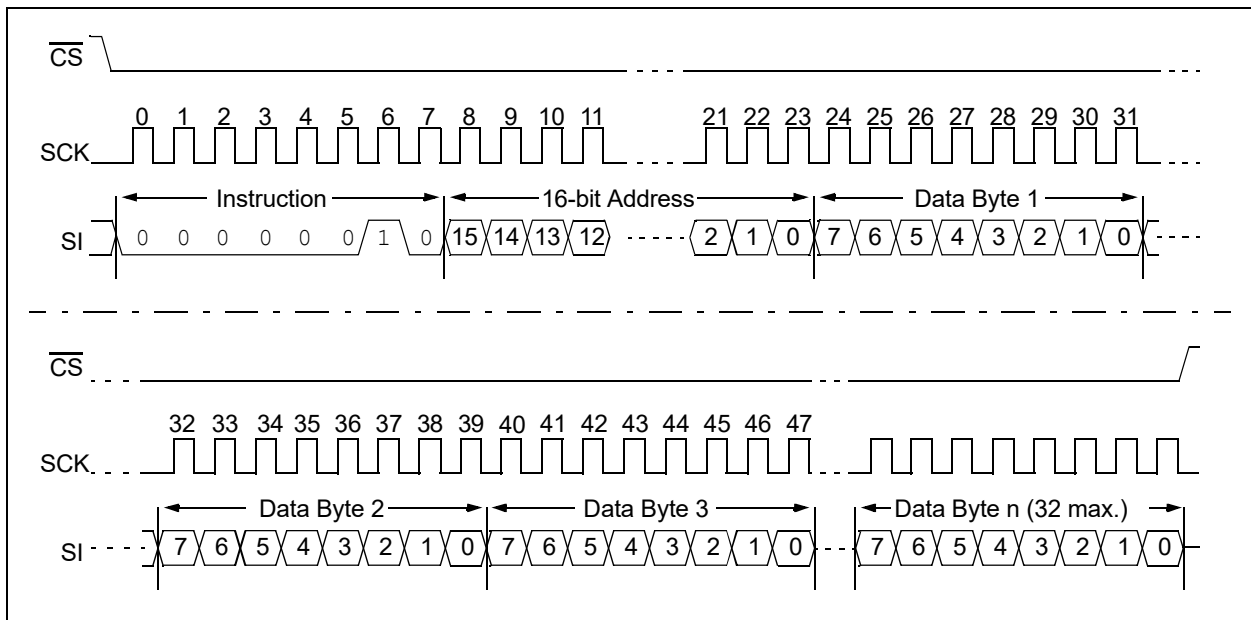 CS
0 1 2 3 4 5 6 7 8 9 10 11 21 22 23 24 25 26 27 28 29 30 31
SCK
Instruction 16-bit Address Data Byte 1
SI 0 0 0 0 0 0 1 0 15 14 13 12 2 1 0 7 6 5 4 3 2 1 0
CS
32 33 34 35 36 37 38 39 40 41 42 43 44 45 46 47
SCK
Data Byte 2 Data Byte 3 Data Byte n (32 max.)
SI 7 6 5 4 3 2 1 0 7 6 5 4 3 2 1 0 7 6 5 4 3 2 1 0